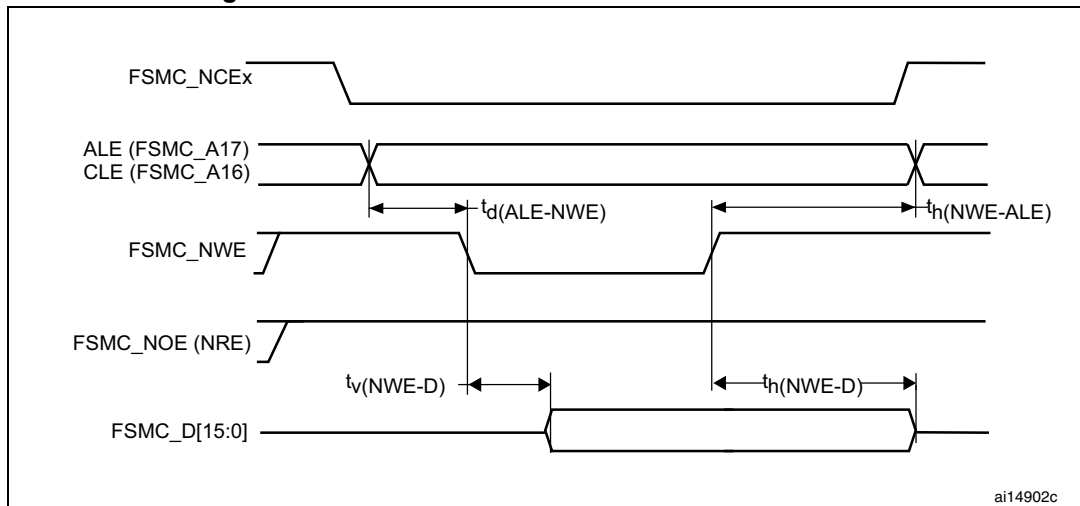 FSMC_NCEx
ALE (FSMC_A17)
CLE (FSMC_A16)
td(ALE-NWE)
th(NWE-ALE)
FSMC_NWE
FSMC_NOE (NRE)
tv(NWE-D)
th(NWE-D)
FSMC_D[15:0]
ai14902c